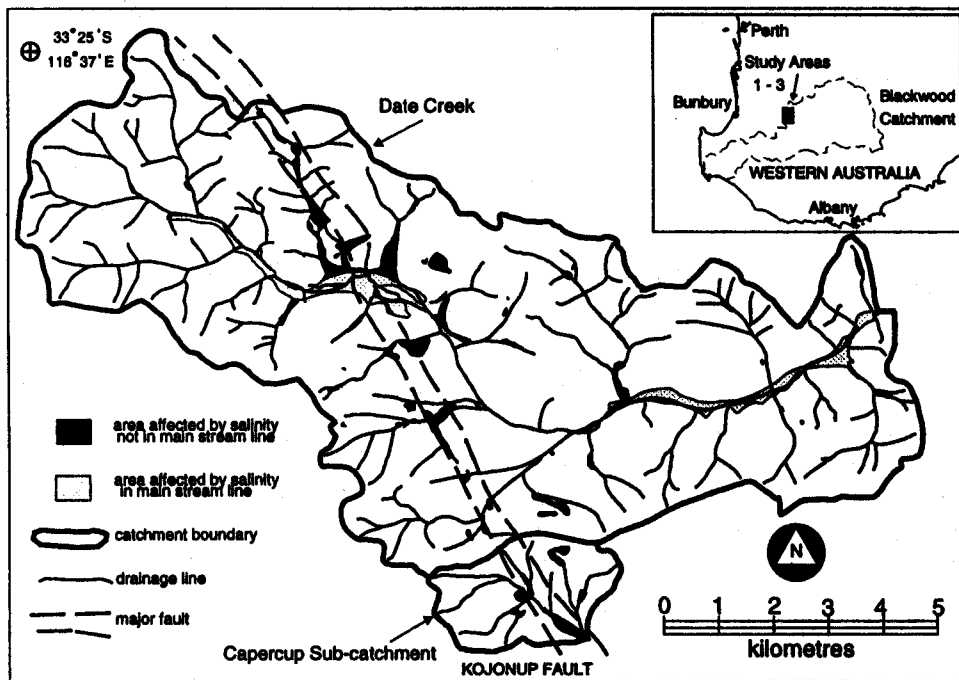 33°25'S
116°37'E
Date Creek
Perth
Study Areas
1 - 3
Bunbury
Blackwood
Catchment
WESTERN AUSTRALIA
Albany
area affected by salinity
not in main stream line
area affected by salinity
in main stream line
catchment boundary
drainage line
major fault
Capercup Sub-catchment
KOJONUP FAULT
N
0 1 2 3 4 5
kilometres